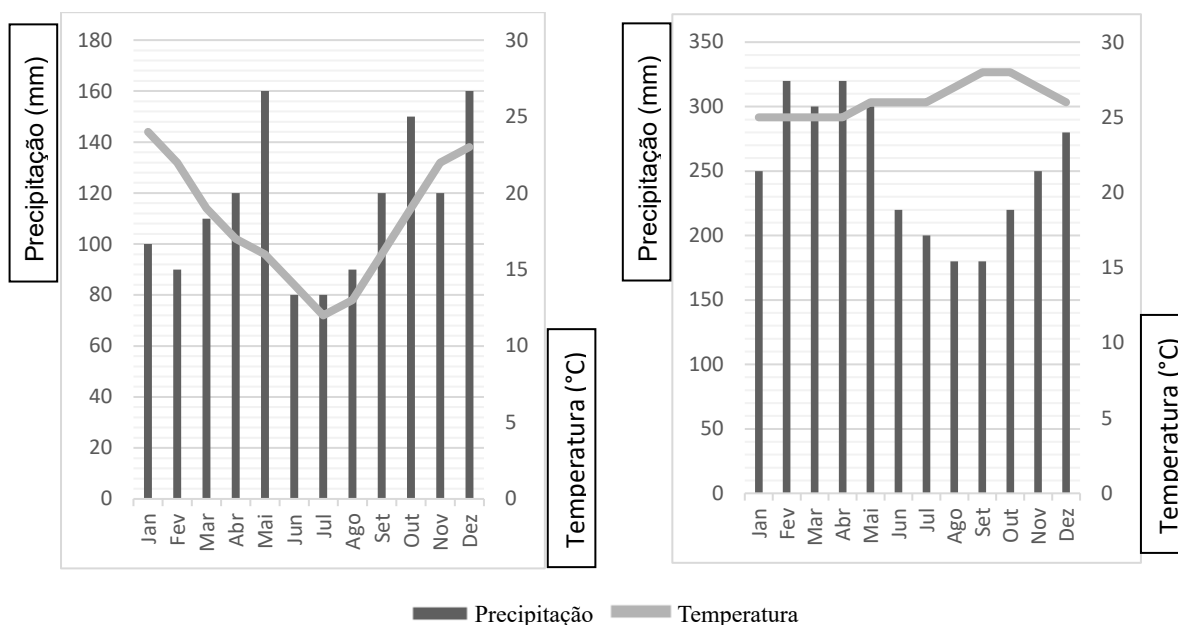 Precipitação (mm)
180
160
140
120
100
80
60
40
20
0
30
25
20
15
10
5
0
Temperatura (°C)
Jan
Fev
Mar
Abr
Mai
Jun
Jul
Ago
Set
Out
Nov
Dez
Precipitação (mm)
350
300
250
200
150
100
50
0
30
25
20
15
10
5
0
Temperatura (°C)
Jan
Fev
Mar
Abr
Mai
Jun
Jul
Ago
Set
Out
Nov
Dez
Precipitação Temperatura